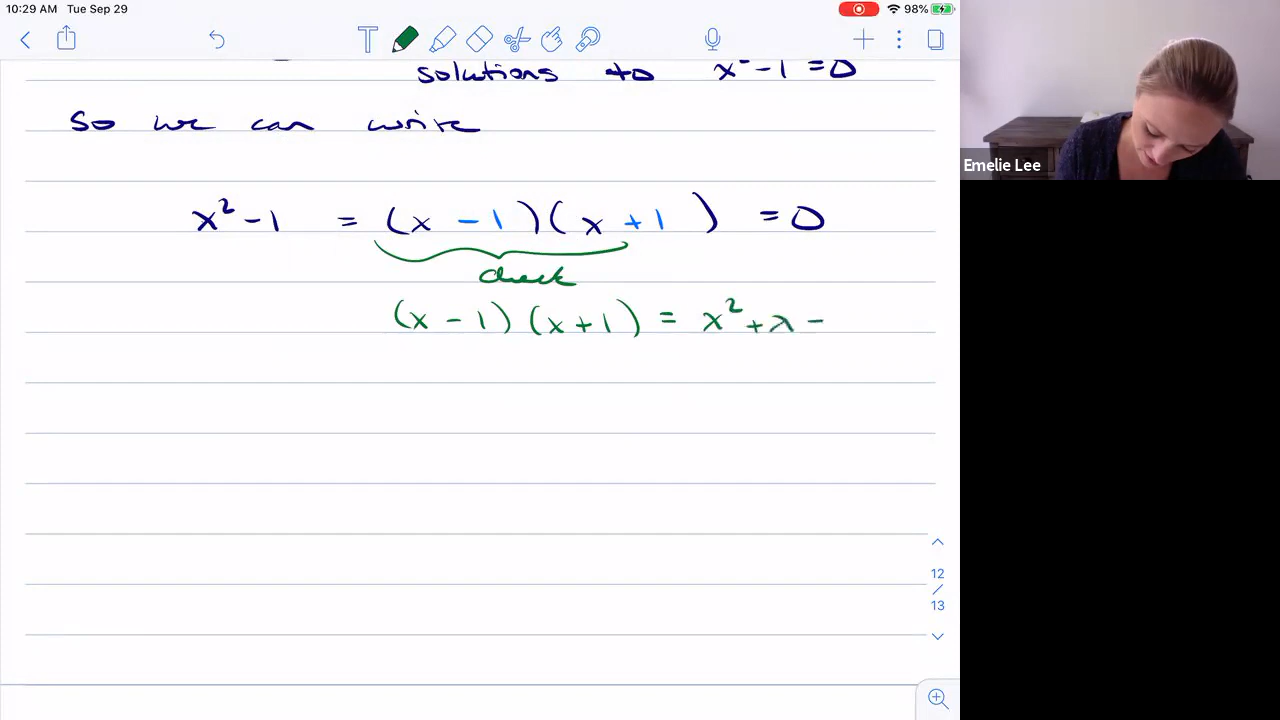 10:29 AM Tue Sep 29
98%
solutions to x² - 1 = 0
So we can write
x² - 1 = (x - 1)(x + 1) = 0
check
(x - 1)(x + 1) = x² + x -
Emelie Lee
12
/
13